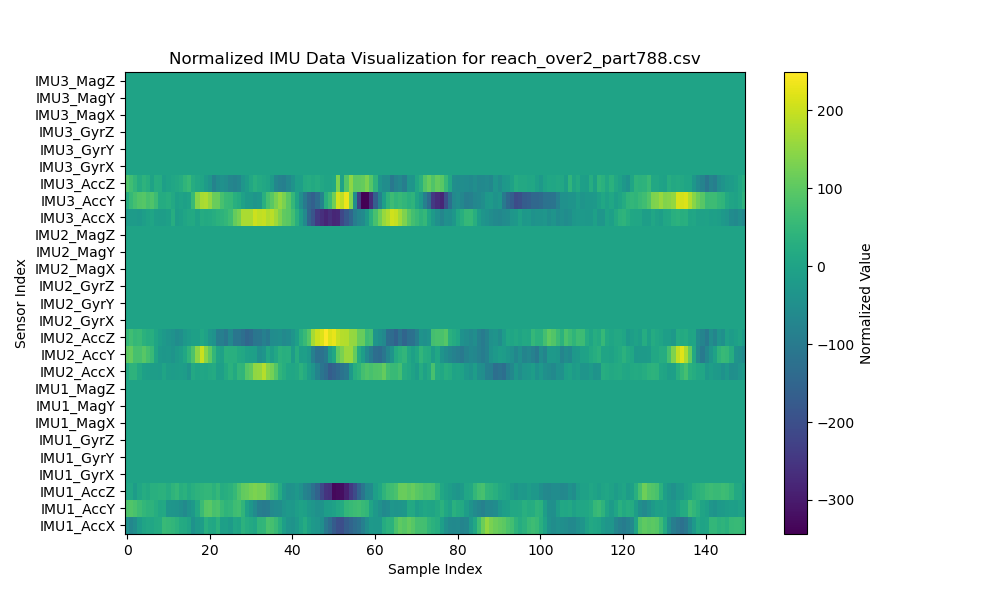 Normalized IMU Data Visualization for reach_over2_part788.csv
IMU3_MagZ
IMU3_MagY
IMU3_MagX
IMU3_GyrZ
IMU3_GyrY
IMU3_GyrX
IMU3_AccZ
IMU3_AccY
IMU3_AccX
IMU2_MagZ
IMU2_MagY
IMU2_MagX
IMU2_GyrZ
IMU2_GyrY
IMU2_GyrX
IMU2_AccZ
IMU2_AccY
IMU2_AccX
IMU1_MagZ
IMU1_MagY
IMU1_MagX
IMU1_GyrZ
IMU1_GyrY
IMU1_GyrX
IMU1_AccZ
IMU1_AccY
IMU1_AccX
Sensor Index
0 20 40 60 80 100 120 140
Sample Index
200
100
0
−100
−200
−300
Normalized Value